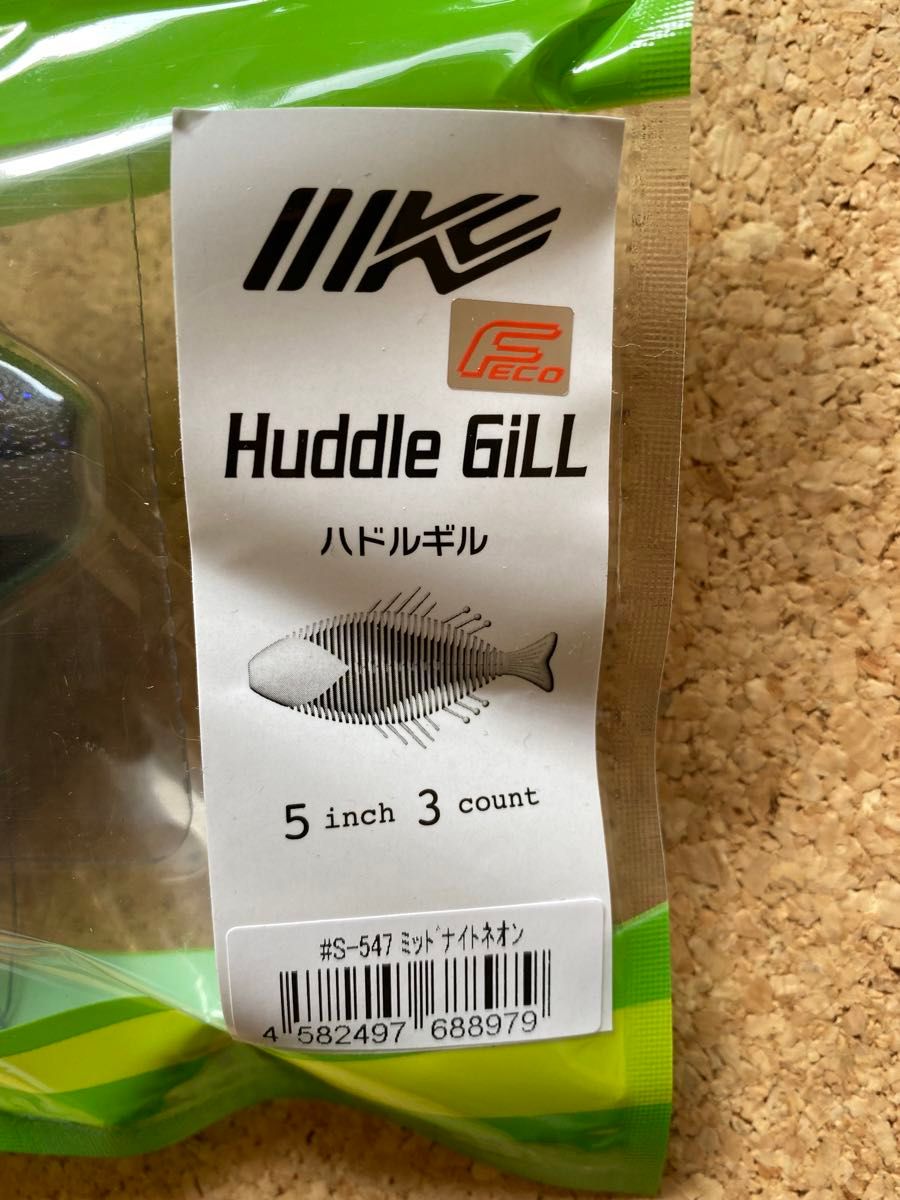 IIIKC
FECO
Huddle GiLL
ハドルギル
5 inch 3 count
#S-547 ミッドナイトネオン
4 582497 688979